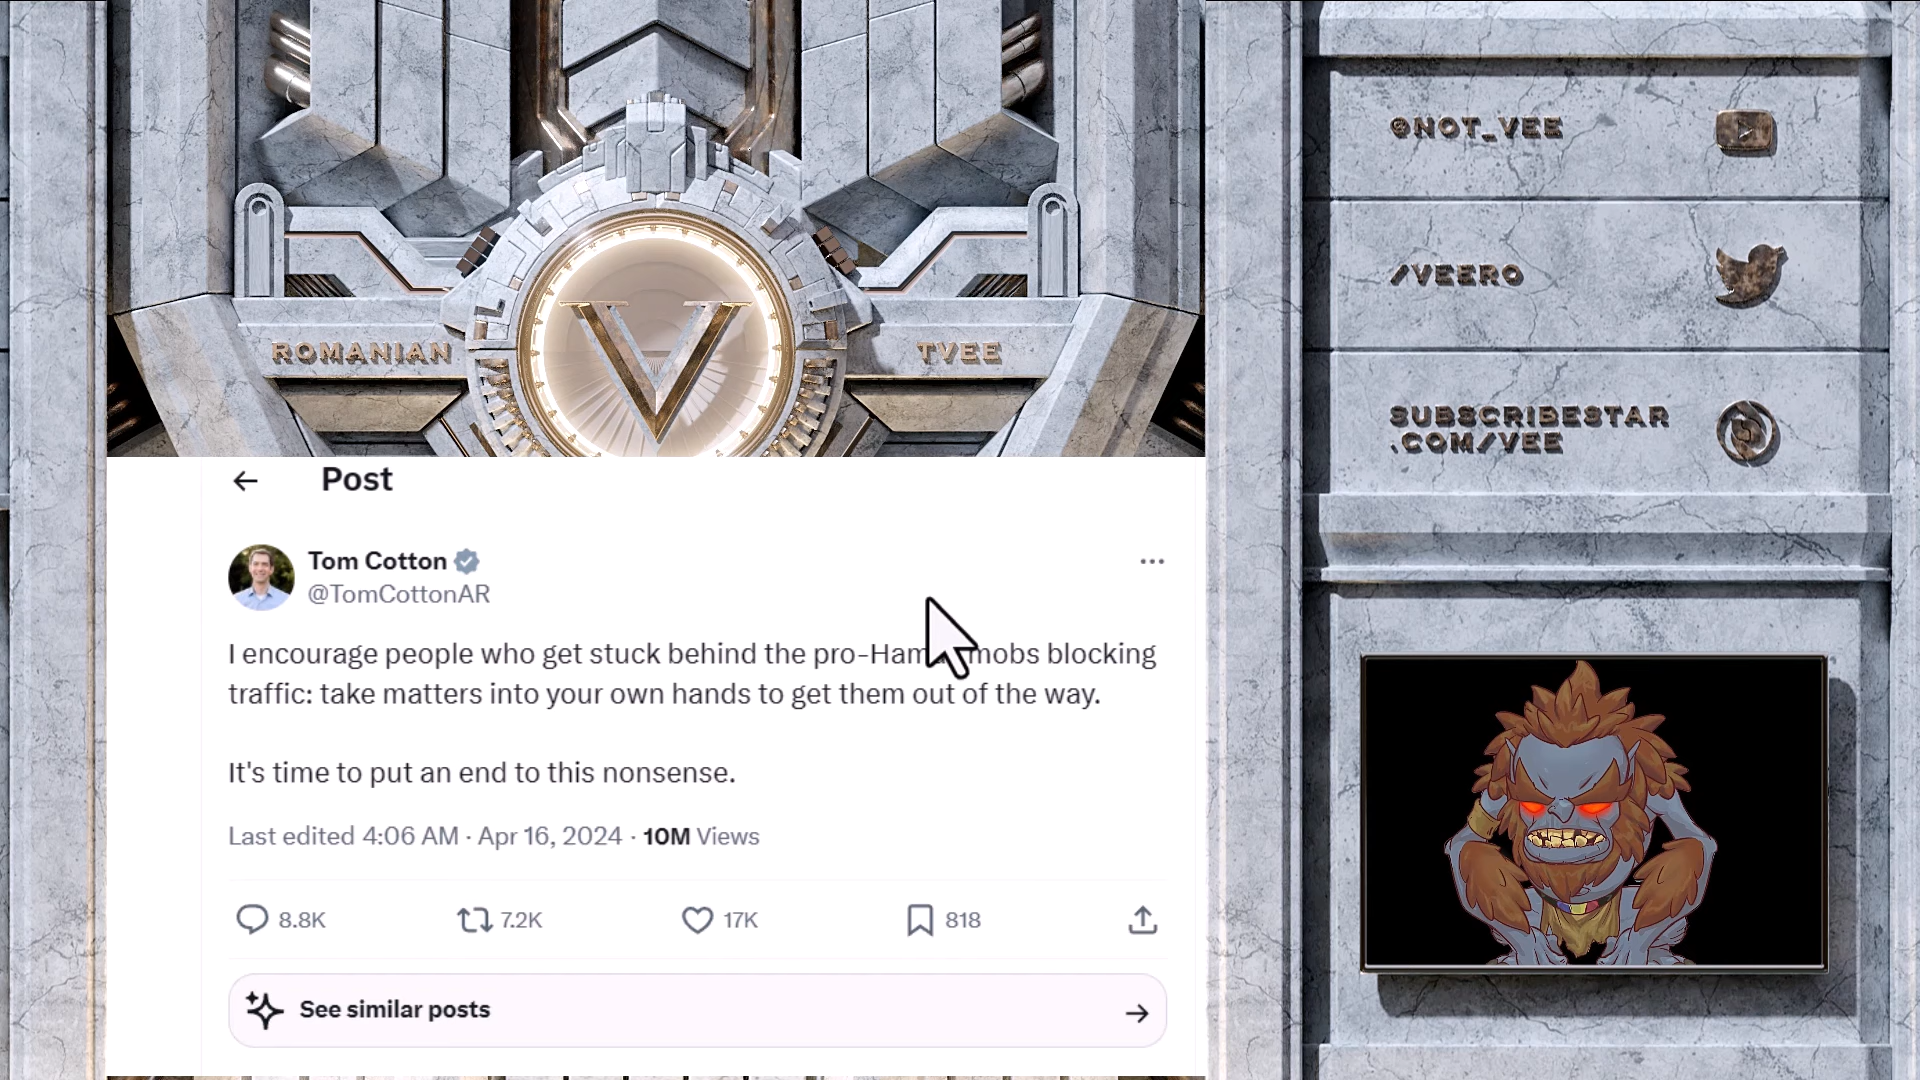 @NOT_VEE
/VEERO
SUBSCRIBESTAR
.COM/VEE
ROMANIAN
V
TVEE
Post
Tom Cotton
@TomCottonAR
I encourage people who get stuck behind the pro-Ham mobs blocking
traffic: take matters into your own hands to get them out of the way.
It's time to put an end to this nonsense.
Last edited 4:06 AM · Apr 16, 2024 · 10M Views
8.8K 7.2K 17K 818
See similar posts